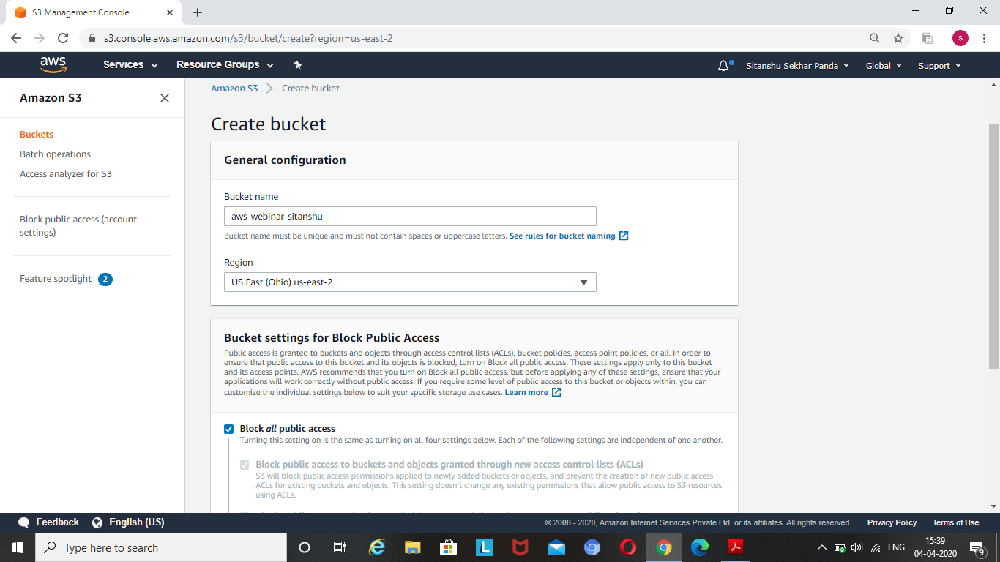 S3 Management Console
s3.console.aws.amazon.com/s3/bucket/create?region=us-east-2
s
aws
Services
Resource Groups
Sitanshu Sekhar Panda
Global
Support
Amazon S3
Buckets
Batch operations
Access analyzer for S3
Block public access (account
settings)
Feature spotlight 2
Amazon S3 > Create bucket
Create bucket
General configuration
Bucket name
aws-webinar-sitanshu
Bucket name must be unique and must not contain spaces or uppercase letters. See rules for bucket naming
Region
US East (Ohio) us-east-2
Bucket settings for Block Public Access
Public access is granted to buckets and objects through access control lists (ACLs), bucket policies, access point policies, or all. In order to
ensure that public access to this bucket and its objects is blocked, turn on Block all public access. These settings apply only to this bucket
and its access points. AWS recommends that you turn on Block all public access, but before applying any of these settings, ensure that your
applications will work correctly without public access. If you require some level of public access to this bucket or objects within, you can
customize the individual settings below to suit your specific storage use cases. Learn more
Block all public access
Turning this setting on is the same as turning on all four settings below. Each of the following settings are independent of one another.
Block public access to buckets and objects granted through new access control lists (ACLs)
S3 will block public access permissions applied to newly added buckets or objects, and prevent the creation of new public access
ACLs for existing buckets and objects. This setting doesn't change any existing permissions that allow public access to S3 resources
using ACLs.
Feedback
English (US)
© 2008 - 2020, Amazon Internet Services Private Ltd. or its affiliates. All rights reserved.
Privacy Policy
Terms of Use
Type here to search
L
ENG
15:39
04-04-2020
9